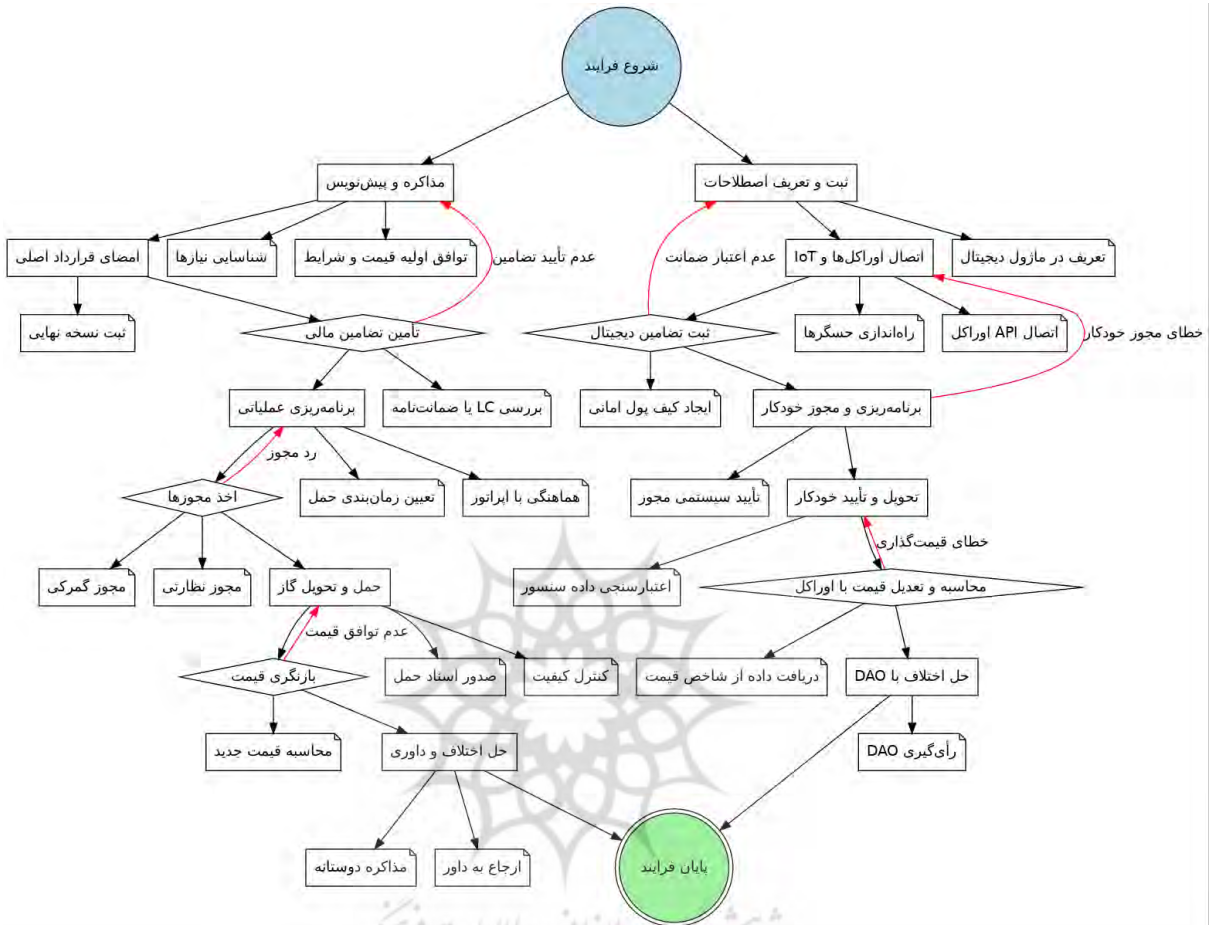 شروع فرایند
ثبت و تعریف اصطلاحات
مذاکره و پیش‌نویس
تعریف در ماژول دیجیتال
اتصال اوراکل‌ها و IoT
عدم اعتبار ضمانت
عدم تأیید تضامین
توافق اولیه قیمت و شرایط
شناسایی نیازها
امضای قرارداد اصلی
خطای مجوز خودکار
اتصال API اوراکل
راه‌اندازی حسگرها
ثبت تضامین دیجیتال
تأمین تضامین مالی
ثبت نسخه نهایی
برنامه‌ریزی و مجوز خودکار
ایجاد کیف پول امانی
بررسی LC یا ضمانت‌نامه
برنامه‌ریزی عملیاتی
رد مجوز
تحویل و تأیید خودکار
تأیید سیستمی مجوز
هماهنگی با اپراتور
تعیین زمان‌بندی حمل
اخذ مجوزها
خطای قیمت‌گذاری
محاسبه و تعدیل قیمت با اوراکل
اعتبارسنجی داده سنسور
حمل و تحویل گاز
مجوز نظارتی
مجوز گمرکی
عدم توافق قیمت
حل اختلاف با DAO
دریافت داده از شاخص قیمت
کنترل کیفیت
صدور اسناد حمل
بازنگری قیمت
رأی‌گیری DAO
حل اختلاف و داوری
محاسبه قیمت جدید
پایان فرایند
ارجاع به داور
مذاکره دوستانه